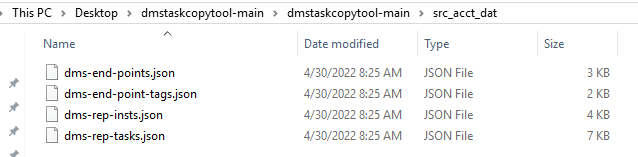 This PC > Desktop > dmstaskcopytool-main > dmstaskcopytool-main > src_acct_dat
Name Date modified Type Size
dms-end-points.json 4/30/2022 8:25 AM JSON File 3 KB
dms-end-point-tags.json 4/30/2022 8:25 AM JSON File 2 KB
dms-rep-insts.json 4/30/2022 8:25 AM JSON File 4 KB
dms-rep-tasks.json 4/30/2022 8:25 AM JSON File 7 KB